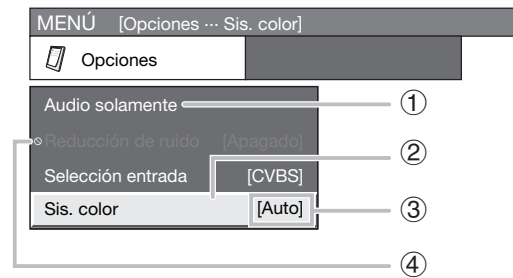 MENÚ [Opciones ··· Sis. color]
Opciones
Audio solamente ①
Reducción de ruido [Apagado]
②
Selección entrada [CVBS]
Sis. color [Auto] ③
④